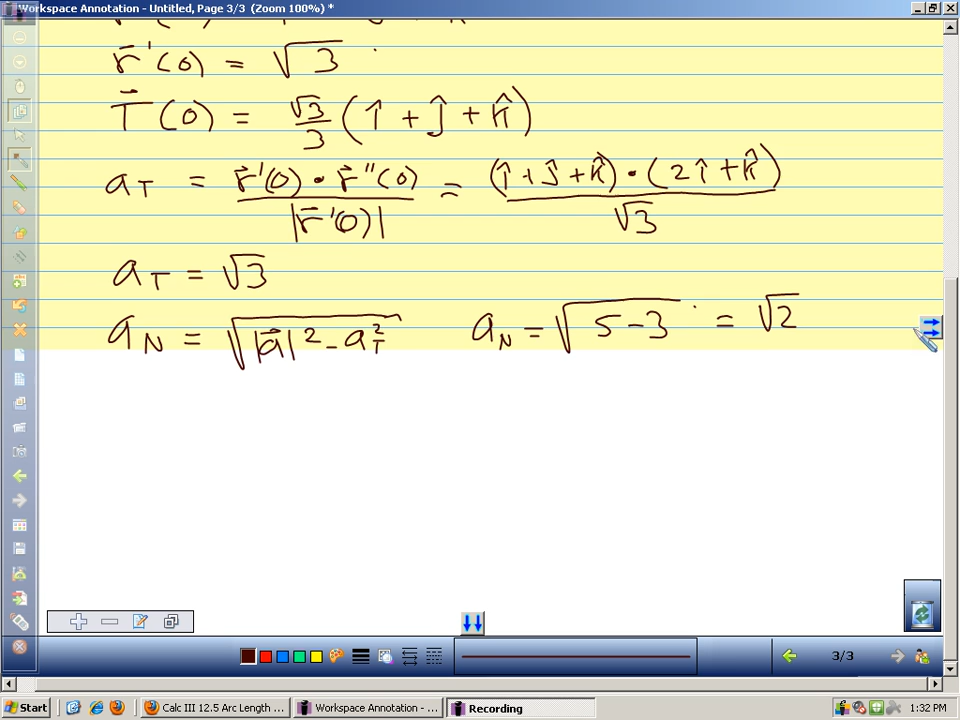 Workspace Annotation - Untitled, Page 3/3 (Zoom 100%) *
r⃗'(0) = √3
T⃗(0) = √3/3 (î + ĵ + k̂)
a_T = r⃗'(0) • r⃗''(0) / |r⃗'(0)| = (î + ĵ + k̂) • (2î + k̂) / √3
a_T = √3
a_N = √(|a⃗|² - a_T²) a_N = √(5 - 3) = √2
3/3
Start Calc III 12.5 Arc Length ... Workspace Annotation - ... Recording 1:32 PM